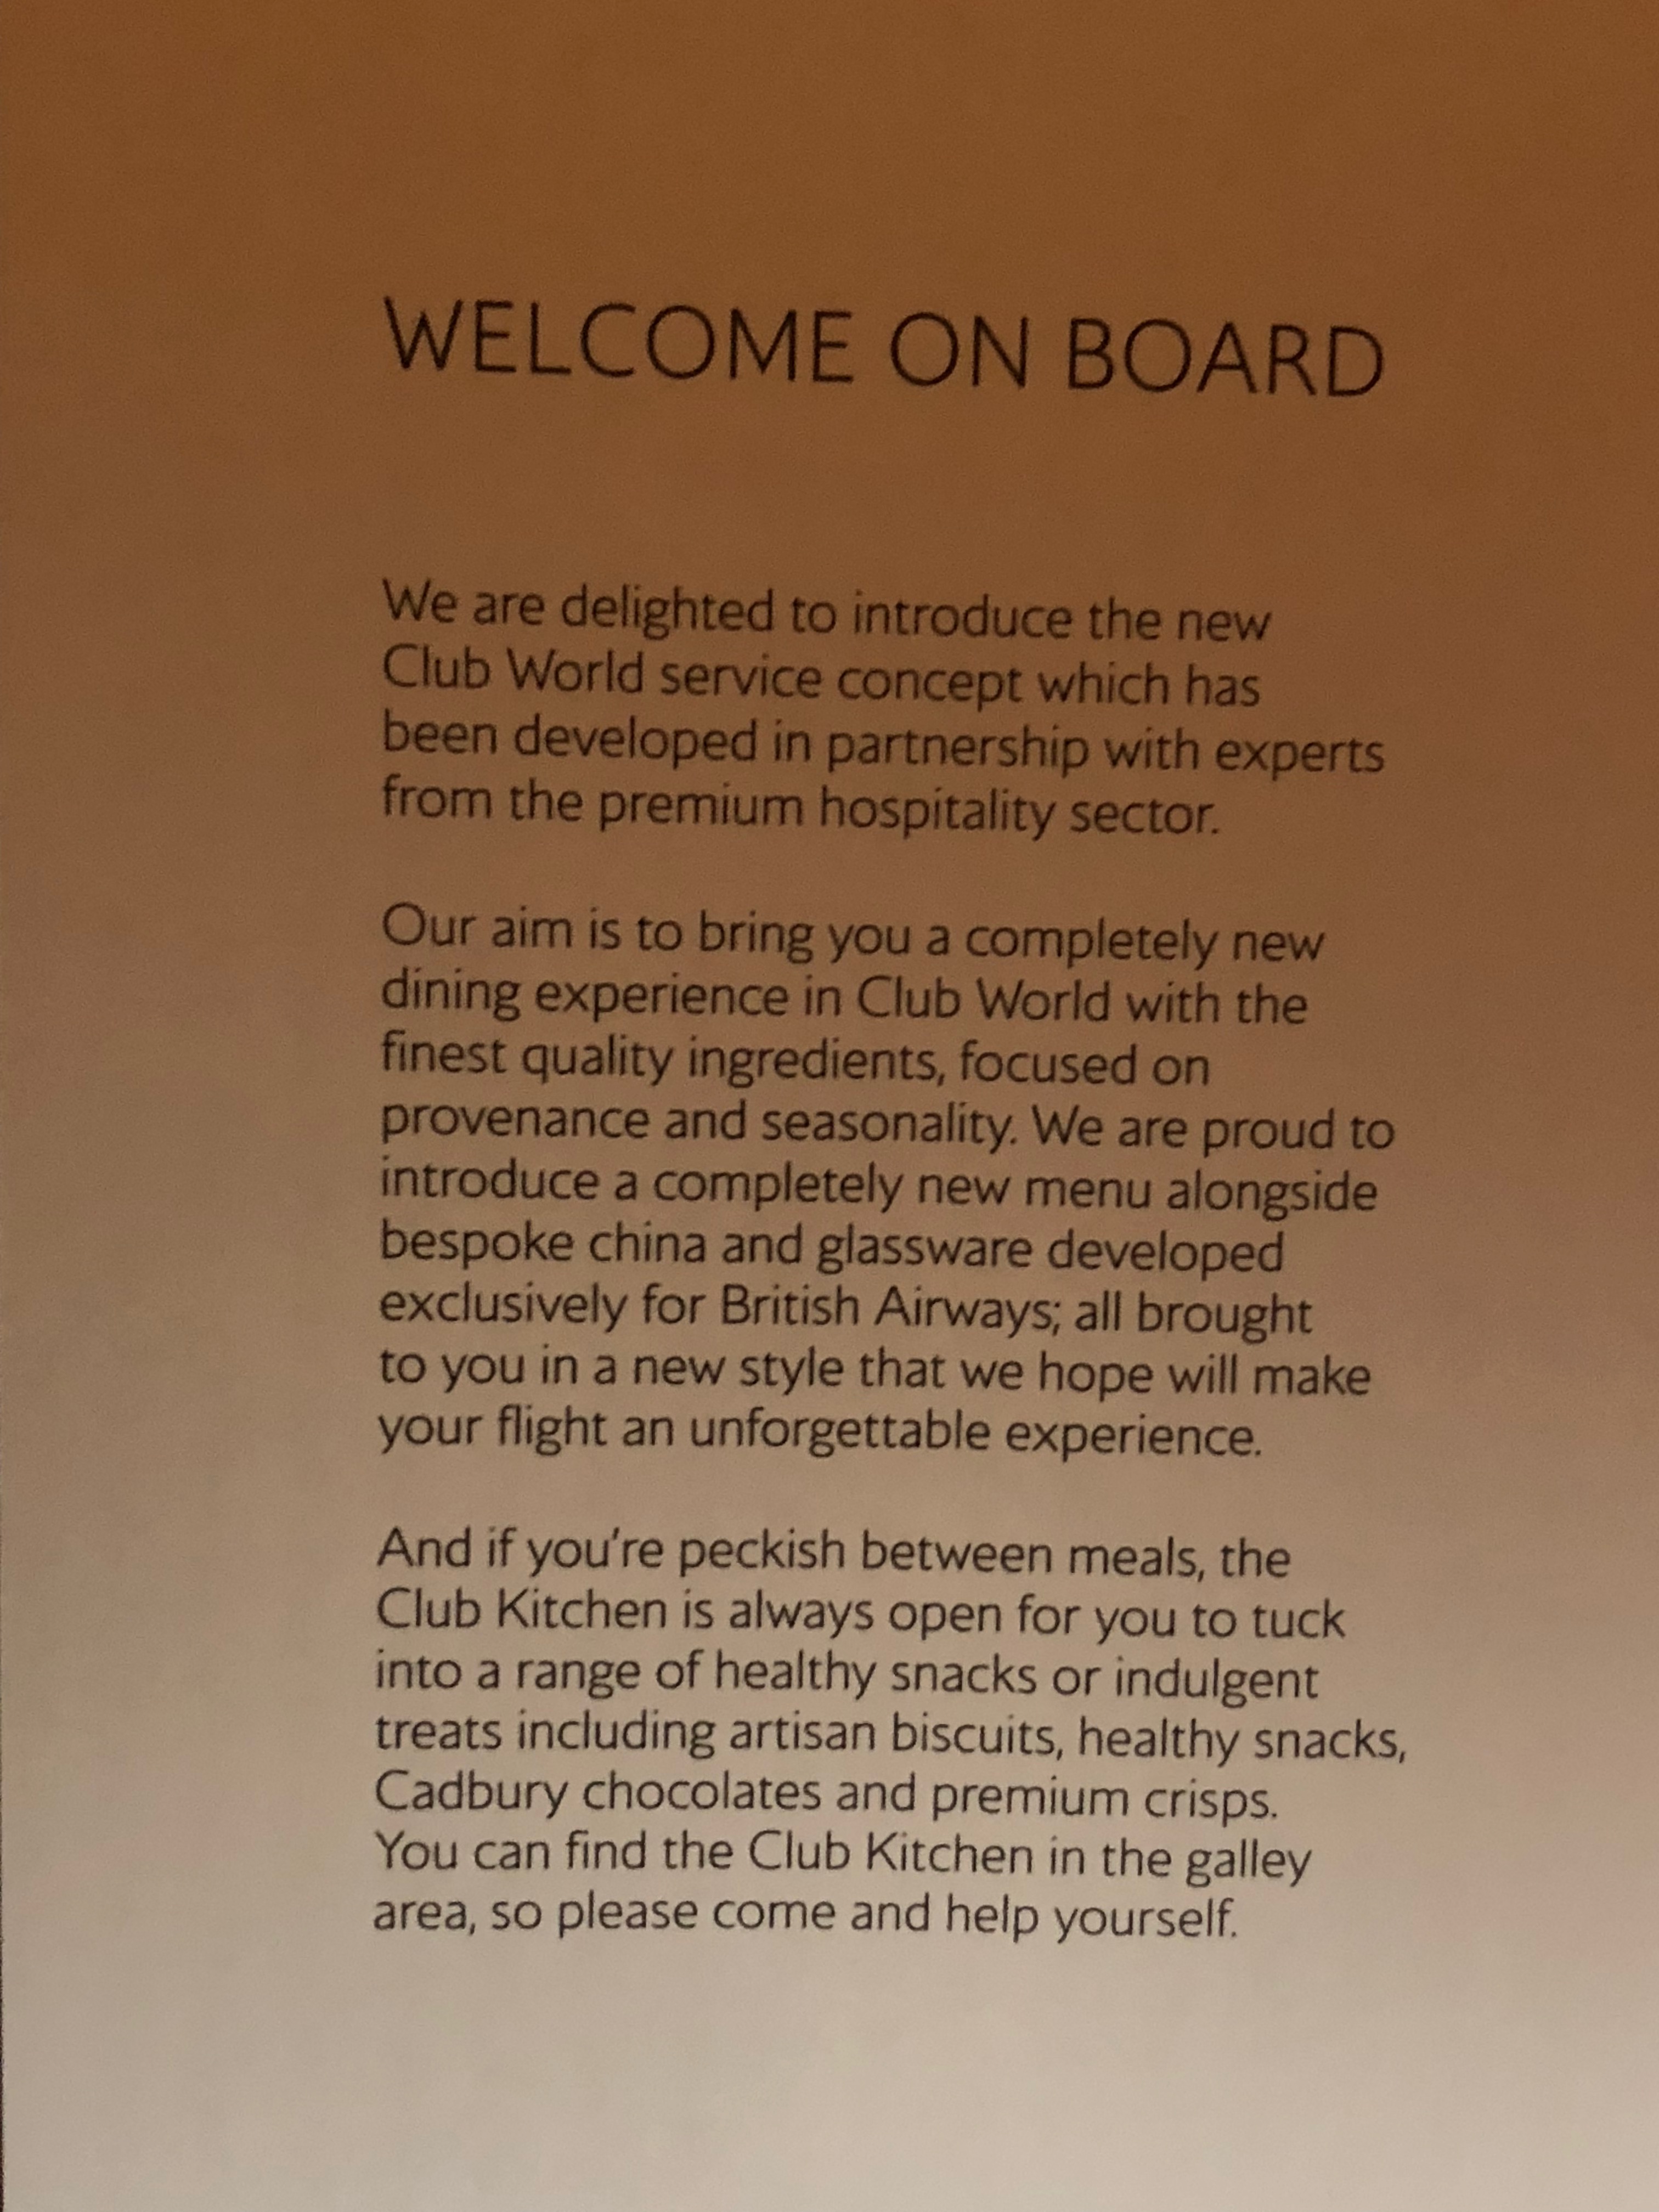 WELCOME ON BOARD
We are delighted to introduce the new
Club World service concept which has
been developed in partnership with experts
from the premium hospitality sector.
Our aim is to bring you a completely new
dining experience in Club World with the
finest quality ingredients, focused on
provenance and seasonality. We are proud to
introduce a completely new menu alongside
bespoke china and glassware developed
exclusively for British Airways; all brought
to you in a new style that we hope will make
your flight an unforgettable experience.
And if you're peckish between meals, the
Club Kitchen is always open for you to tuck
into a range of healthy snacks or indulgent
treats including artisan biscuits, healthy snacks,
Cadbury chocolates and premium crisps.
You can find the Club Kitchen in the galley
area, so please come and help yourself.